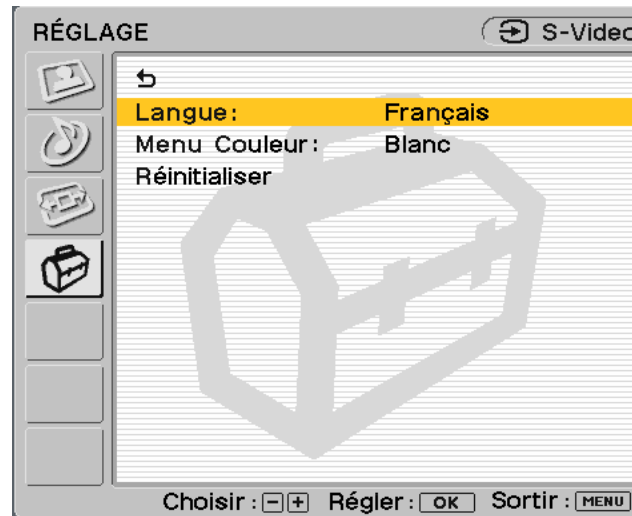 RÉGLAGE S-Video
Langue: Français
Menu Couleur: Blanc
Réinitialiser
Choisir : - + Régler : OK Sortir : MENU